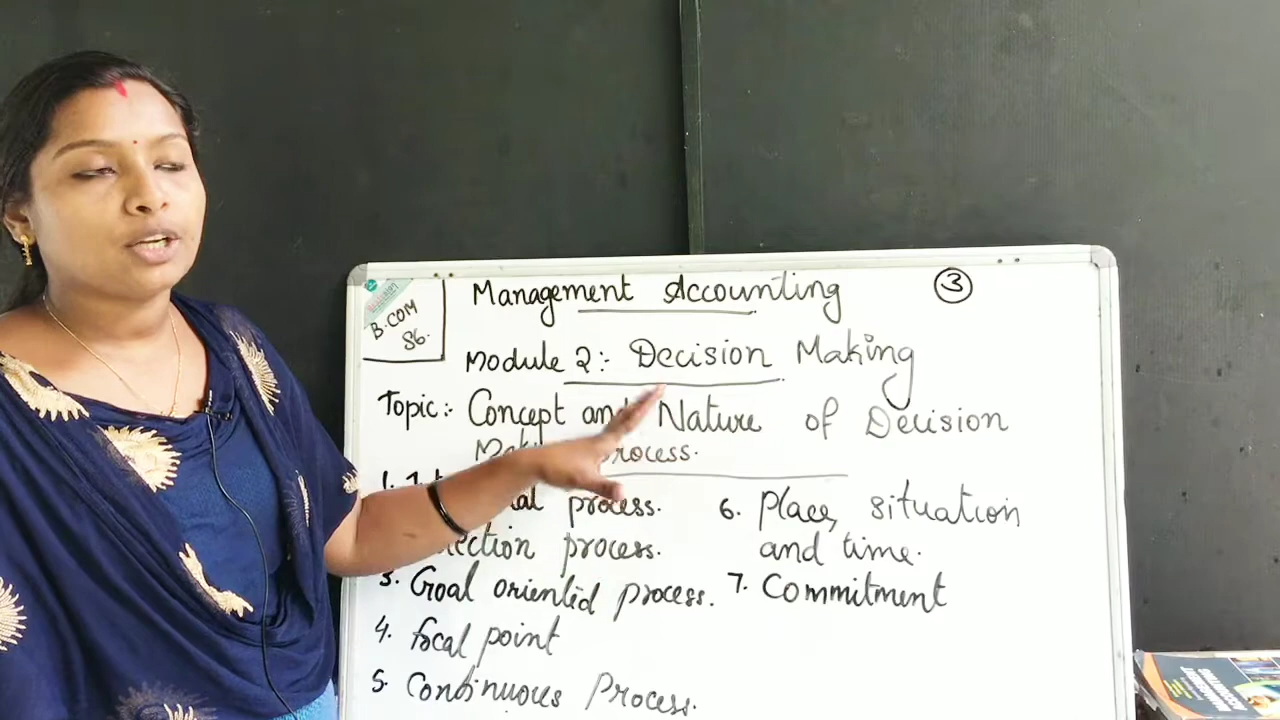 B.COM
S6.
Management Accounting
3
Module 2:- Decision Making
Topic:- Concept and Nature of Decision
process.
process.
process.
3. Goal oriented process.
4. focal point
5. Continuous Process.
6. Place, situation
and time.
7. Commitment